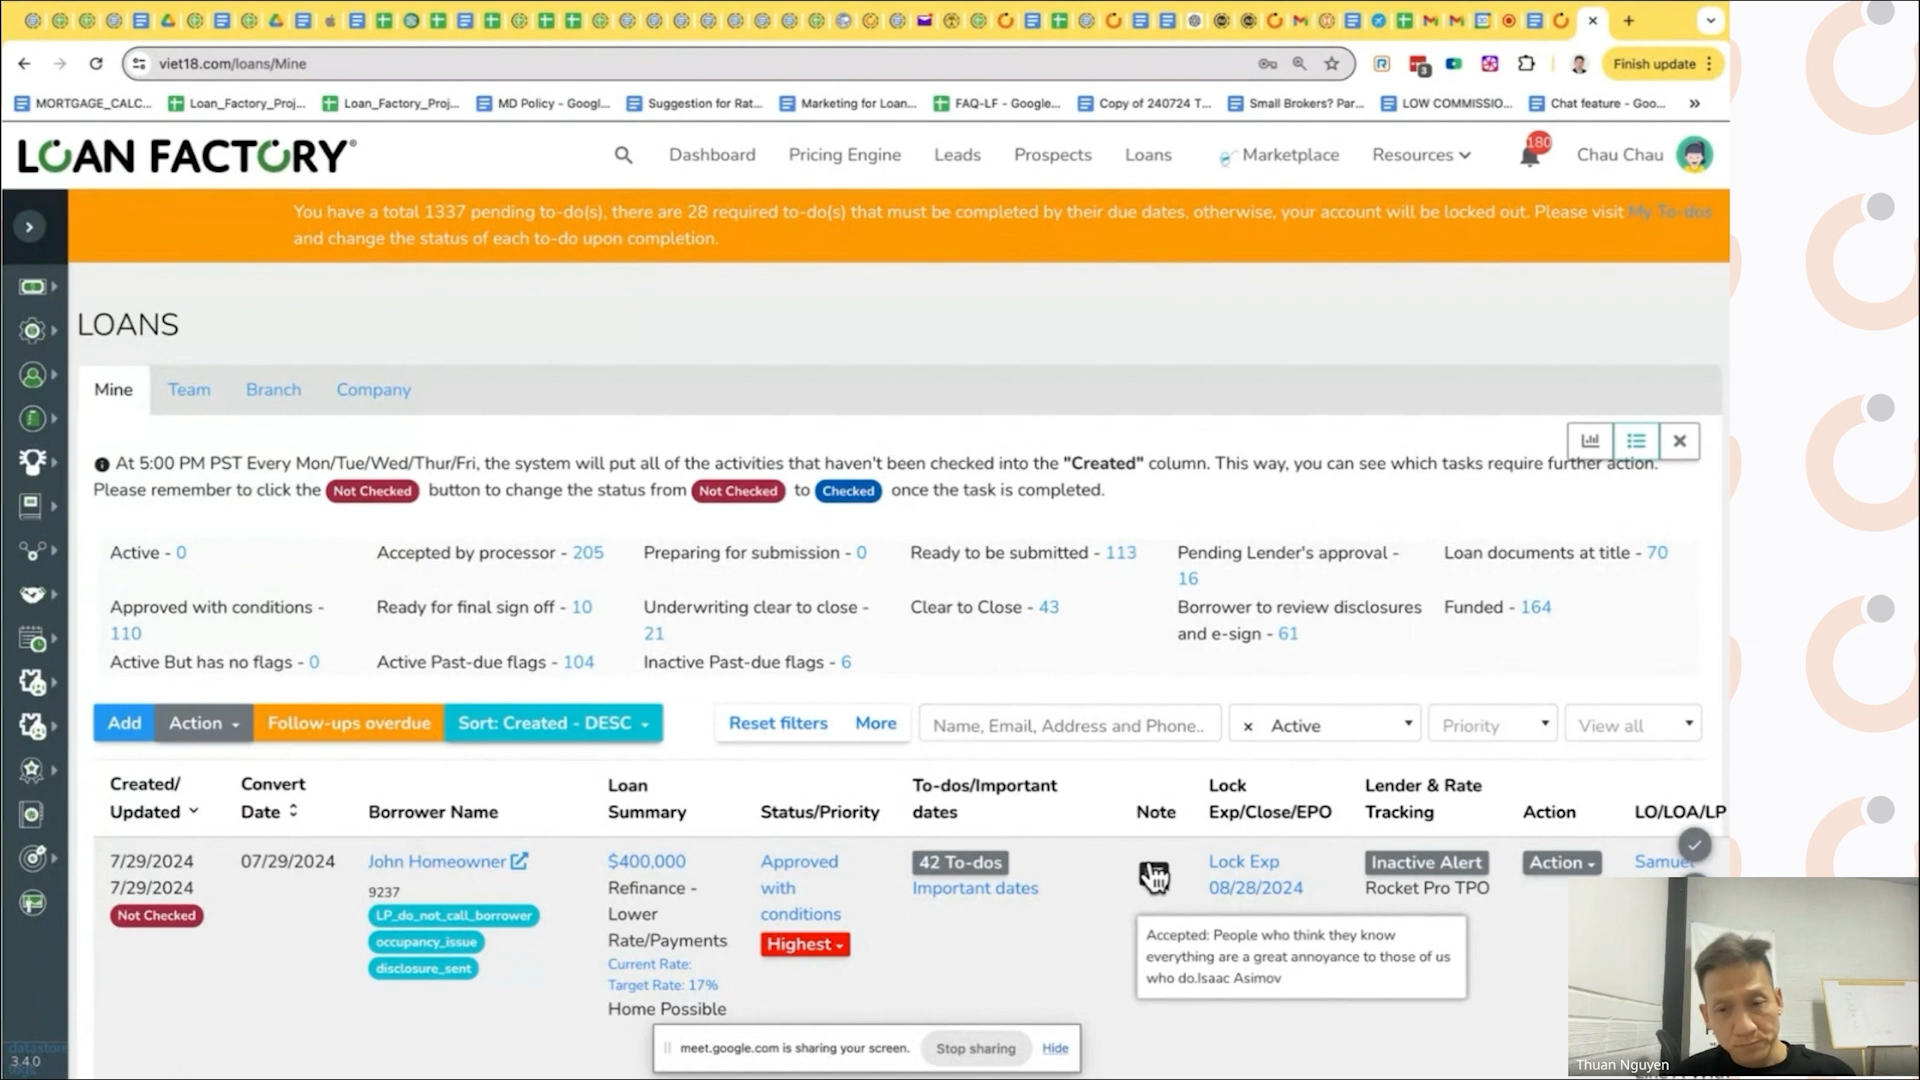 viet18.com/loans/Mine
Finish update
MORTGAGE_CALC...
Loan_Factory_Proj...
Loan_Factory_Proj...
MD Policy - Googl...
Suggestion for Rat...
Marketing for Loan...
FAQ-LF - Google...
Copy of 240724 T...
Small Brokers? Par...
LOW COMMISSIO...
Chat feature - Goo...
LOAN FACTORY®
Dashboard
Pricing Engine
Leads
Prospects
Loans
Marketplace
Resources
180
Chau Chau
You have a total 1337 pending to-do(s), there are 28 required to-do(s) that must be completed by their due dates, otherwise, your account will be locked out. Please visit My To-dos
and change the status of each to-do upon completion.
LOANS
Mine
Team
Branch
Company
At 5:00 PM PST Every Mon/Tue/Wed/Thur/Fri, the system will put all of the activities that haven't been checked into the "Created" column. This way, you can see which tasks require further action.
Please remember to click the Not Checked button to change the status from Not Checked to Checked once the task is completed.
Active - 0
Accepted by processor - 205
Preparing for submission - 0
Ready to be submitted - 113
Pending Lender's approval -
16
Loan documents at title - 70
Approved with conditions -
110
Ready for final sign off - 10
Underwriting clear to close -
21
Clear to Close - 43
Borrower to review disclosures
and e-sign - 61
Funded - 164
Active But has no flags - 0
Active Past-due flags - 104
Inactive Past-due flags - 6
Add
Action
Follow-ups overdue
Sort: Created - DESC
Reset filters
More
Name, Email, Address and Phone..
× Active
Priority
View all
Created/
Updated
Convert
Date
Borrower Name
Loan
Summary
Status/Priority
To-dos/Important
dates
Note
Lock
Exp/Close/EPO
Lender & Rate
Tracking
Action
LO/LOA/LP
7/29/2024
7/29/2024
Not Checked
07/29/2024
John Homeowner
9237
LP_do_not_call_borrower
occupancy_issue
disclosure_sent
$400,000
Refinance -
Lower
Rate/Payments
Current Rate:
Target Rate: 17%
Home Possible
Approved
with
conditions
Highest
42 To-dos
Important dates
Accepted: People who think they know
everything are a great annoyance to those of us
who do.Isaac Asimov
Lock Exp
08/28/2024
Inactive Alert
Rocket Pro TPO
Action
Samuel
meet.google.com is sharing your screen.
Stop sharing
Hide
3.4.0
Thuan Nguyen